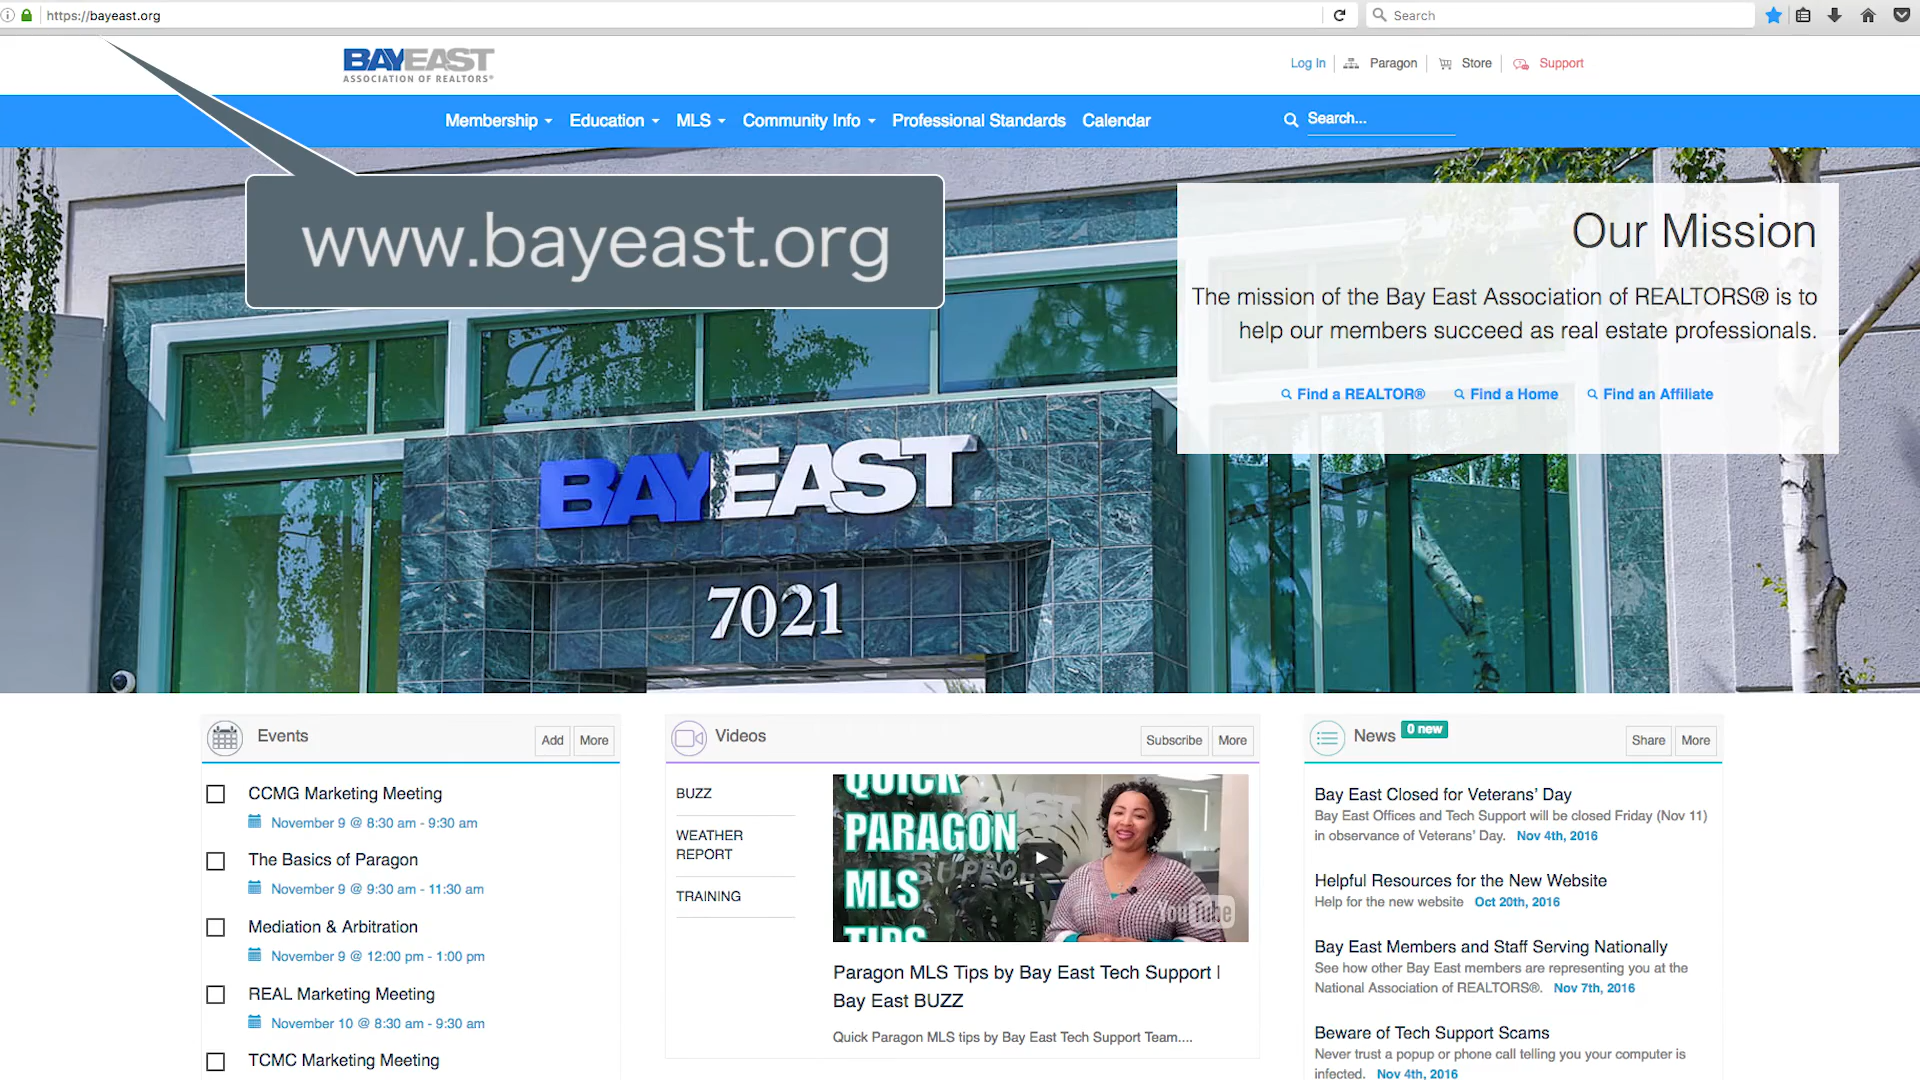 https://bayeast.org
Search
BAYEAST
ASSOCIATION OF REALTORS®
Log In
Paragon
Store
Support
Membership
Education
MLS
Community Info
Professional Standards
Calendar
Search...
www.bayeast.org
Our Mission
The mission of the Bay East Association of REALTORS® is to
help our members succeed as real estate professionals.
Find a REALTOR®
Find a Home
Find an Affiliate
BAYEAST
7021
Events
Add
More
CCMG Marketing Meeting
November 9 @ 8:30 am - 9:30 am
The Basics of Paragon
November 9 @ 9:30 am - 11:30 am
Mediation & Arbitration
November 9 @ 12:00 pm - 1:00 pm
REAL Marketing Meeting
November 10 @ 8:30 am - 9:30 am
TCMC Marketing Meeting
Videos
Subscribe
More
BUZZ
WEATHER
REPORT
TRAINING
QUICK
PARAGON
MLS
TIPS
YouTube
Paragon MLS Tips by Bay East Tech Support |
Bay East BUZZ
Quick Paragon MLS tips by Bay East Tech Support Team....
News
0 new
Share
More
Bay East Closed for Veterans' Day
Bay East Offices and Tech Support will be closed Friday (Nov 11)
in observance of Veterans' Day. Nov 4th, 2016
Helpful Resources for the New Website
Help for the new website Oct 20th, 2016
Bay East Members and Staff Serving Nationally
See how other Bay East members are representing you at the
National Association of REALTORS®. Nov 7th, 2016
Beware of Tech Support Scams
Never trust a popup or phone call telling you your computer is
infected. Nov 4th, 2016